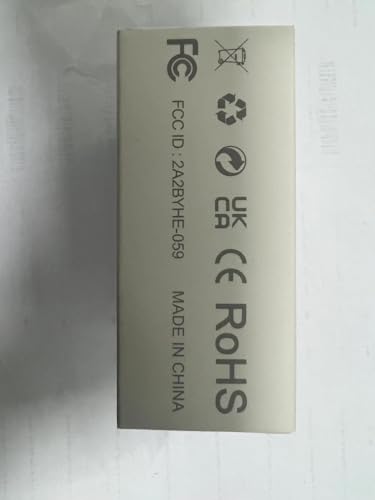 UK
CA CE RoHS
FC FCC ID : 2A2BYHE-059 MADE IN CHINA